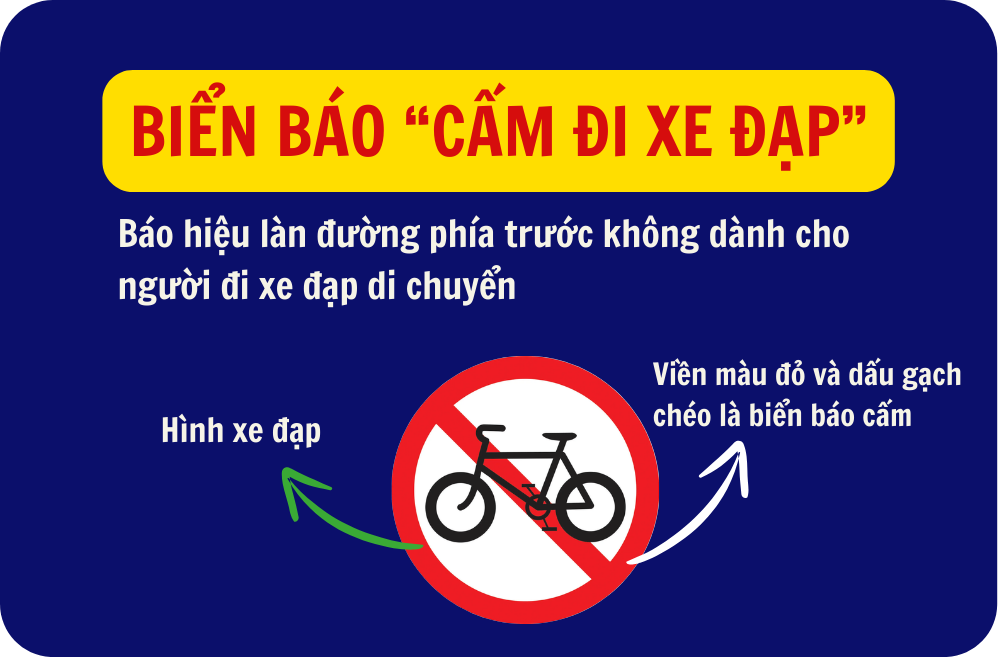 BIỂN BÁO “CẤM ĐI XE ĐẠP”
Báo hiệu làn đường phía trước không dành cho
người đi xe đạp di chuyển
Viền màu đỏ và dấu gạch
chéo là biển báo cấm
Hình xe đạp